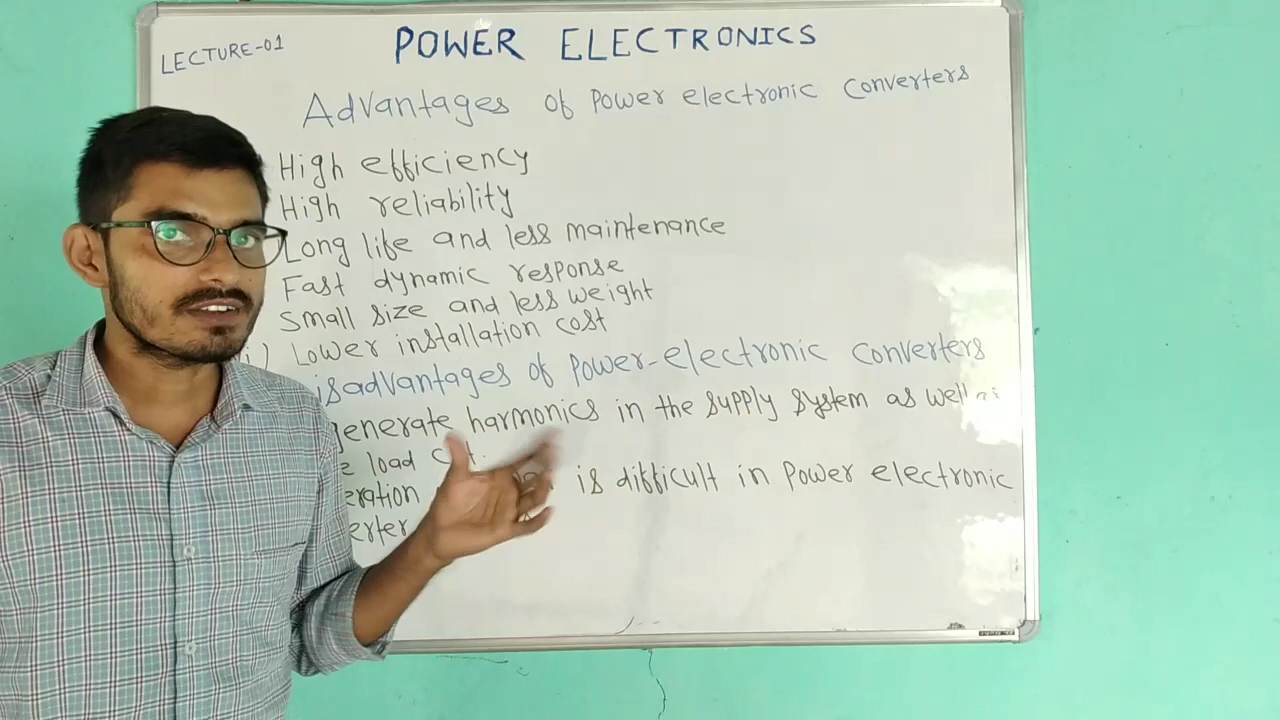 LECTURE-01
POWER ELECTRONICS
Advantages of power electronic converters
High efficiency
High reliability
Long life and less maintenance
Fast dynamic response
Small size and less weight
i) Lower installation cost
isadvantages of power-electronic converters
generate harmonics in the supply system as well as
load
eration is difficult in power electronic
erter